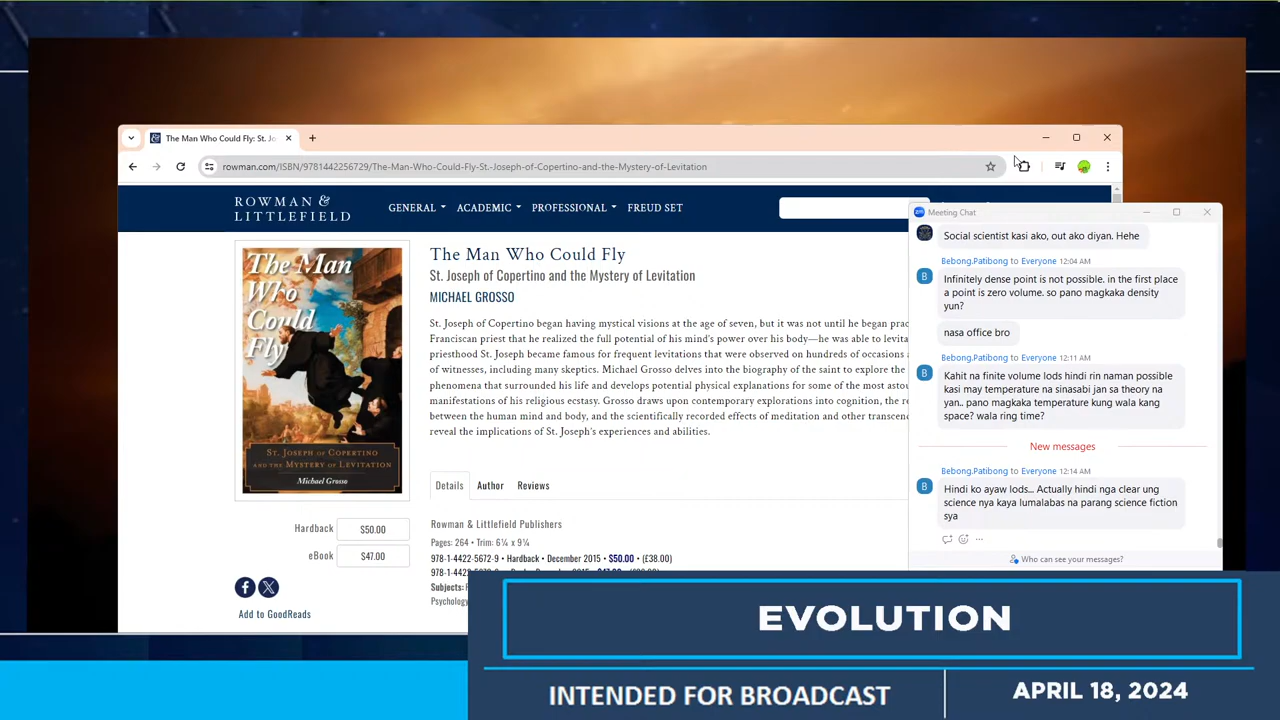 The Man Who Could Fly: St. Jo
rowman.com/ISBN/9781442256729/The-Man-Who-Could-Fly-St.-Joseph-of-Copertino-and-the-Mystery-of-Levitation
ROWMAN &
LITTLEFIELD
GENERAL
ACADEMIC
PROFESSIONAL
FREUD SET
The Man
Who
Could
Fly
ST. JOSEPH OF COPERTINO
AND THE MYSTERY OF LEVITATION
Michael Grosso
Hardback
$50.00
eBook
$47.00
Add to GoodReads
The Man Who Could Fly
St. Joseph of Copertino and the Mystery of Levitation
MICHAEL GROSSO
St. Joseph of Copertino began having mystical visions at the age of seven, but it was not until he began prac
Franciscan priest that he realized the full potential of his mind's power over his body—he was able to levita
priesthood St. Joseph became famous for frequent levitations that were observed on hundreds of occasions
of witnesses, including many skeptics. Michael Grosso delves into the biography of the saint to explore the
phenomena that surrounded his life and develops potential physical explanations for some of the most astou
manifestations of his religious ecstasy. Grosso draws upon contemporary explorations into cognition, the re
between the human mind and body, and the scientifically recorded effects of meditation and other transcen
reveal the implications of St. Joseph's experiences and abilities.
Details
Author
Reviews
Rowman & Littlefield Publishers
Pages: 264 • Trim: 6¼ x 9¼
978-1-4422-5672-9 • Hardback • December 2015 • $50.00 • (£38.00)
Subjects:
Psychology
zm
Meeting Chat
Social scientist kasi ako, out ako diyan. Hehe
Bebong.Patibong to Everyone 12:04 AM
B
Infinitely dense point is not possible. in the first place
a point is zero volume. so pano magkaka density
yun?
nasa office bro
Bebong.Patibong to Everyone 12:11 AM
B
Kahit na finite volume lods hindi rin naman possible
kasi may temperature na sinasabi jan sa theory na
yan.. pano magkaka temperature kung wala kang
space? wala ring time?
New messages
Bebong.Patibong to Everyone 12:14 AM
B
Hindi ko ayaw lods... Actually hindi nga clear ung
science nya kaya lumalabas na parang science fiction
sya
Who can see your messages?
EVOLUTION
INTENDED FOR BROADCAST
APRIL 18, 2024